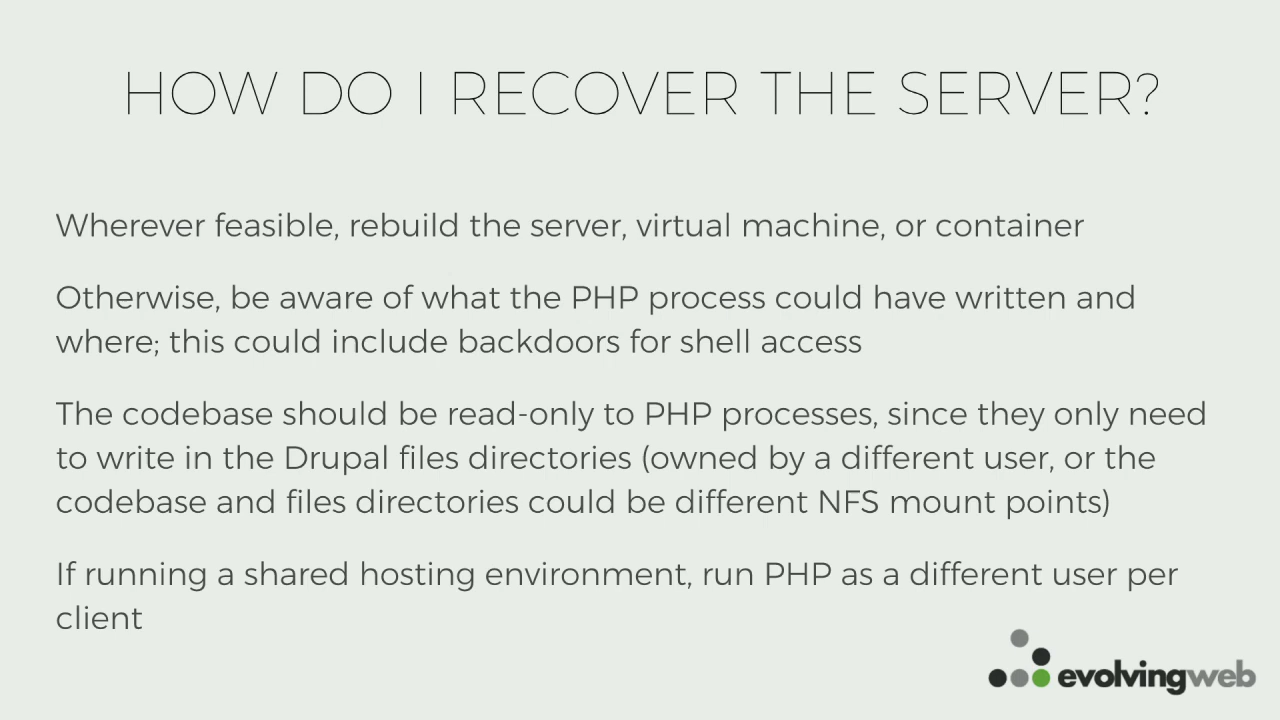 HOW DO I RECOVER THE SERVER?
Wherever feasible, rebuild the server, virtual machine, or container
Otherwise, be aware of what the PHP process could have written and
where; this could include backdoors for shell access
The codebase should be read-only to PHP processes, since they only need
to write in the Drupal files directories (owned by a different user, or the
codebase and files directories could be different NFS mount points)
If running a shared hosting environment, run PHP as a different user per
client
evolvingweb